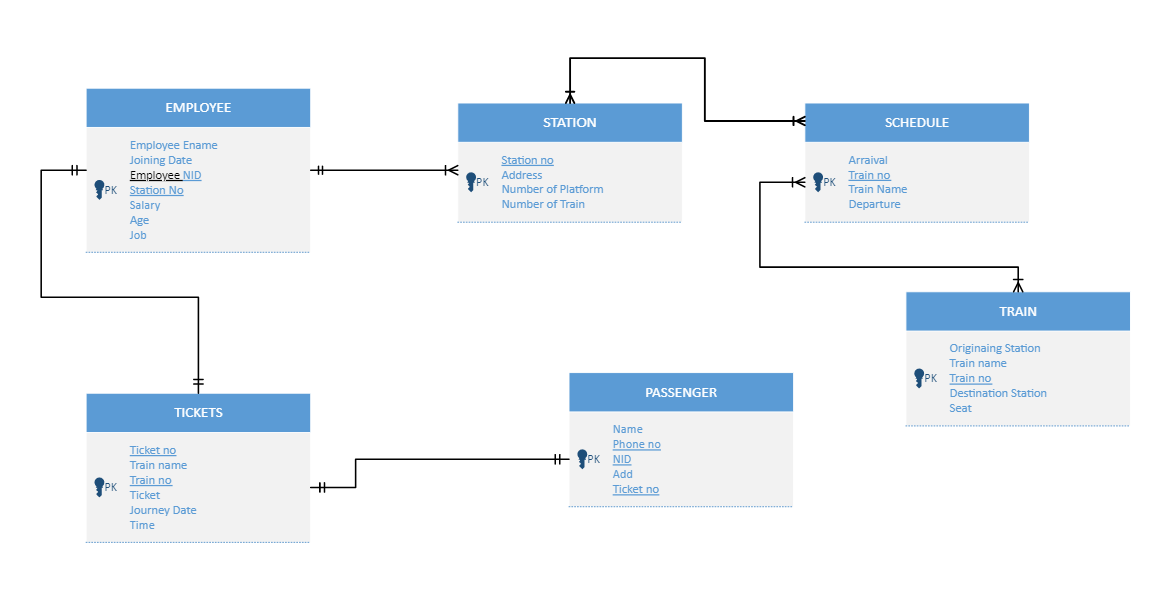 EMPLOYEE
Employee Ename
Joining Date
Employee NID
PK
Station No
Salary
Age
Job
STATION
Station no
Address
PK
Number of Platform
Number of Train
SCHEDULE
Arraival
Train no
PK
Train Name
Departure
TRAIN
Originaing Station
Train name
PK
Train no
Destination Station
Seat
TICKETS
Ticket no
Train name
Train no
PK
Ticket
Journey Date
Time
PASSENGER
Name
Phone no
PK
NID
Add
Ticket no